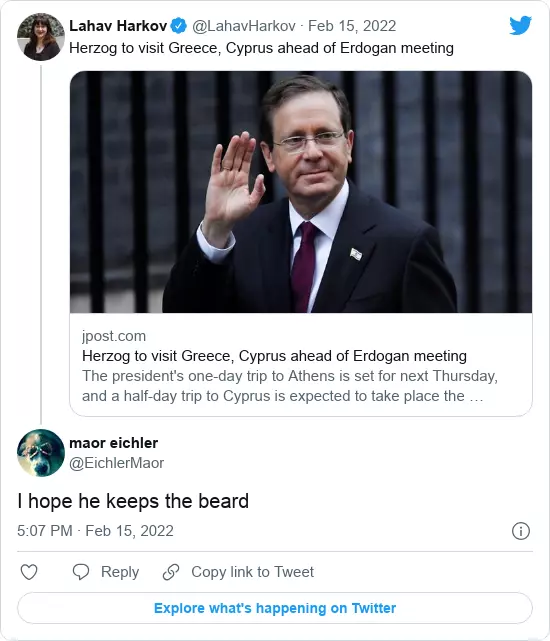 Lahav Harkov @LahavHarkov · Feb 15, 2022
Herzog to visit Greece, Cyprus ahead of Erdogan meeting
jpost.com
Herzog to visit Greece, Cyprus ahead of Erdogan meeting
The president's one-day trip to Athens is set for next Thursday,
and a half-day trip to Cyprus is expected to take place the …
maor eichler
@EichlerMaor
I hope he keeps the beard
5:07 PM · Feb 15, 2022
Reply Copy link to Tweet
Explore what's happening on Twitter